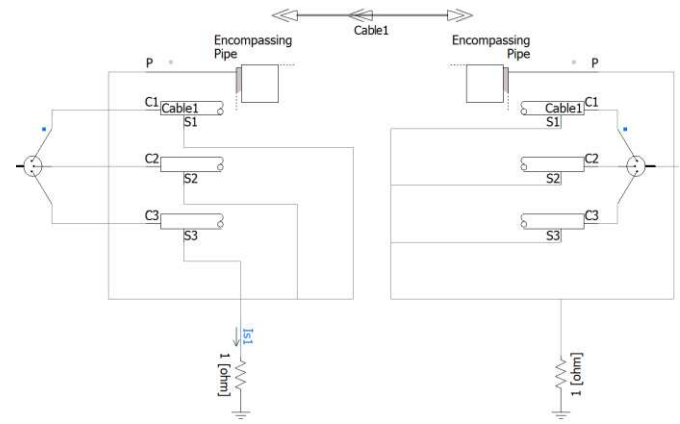 Cable1
Encompassing
Pipe
Encompassing
Pipe
P
P
C1
Cable1
S1
Cable1
C1
S1
C2
S2
C2
S2
C3
S3
C3
S3
Is1
1 [ohm]
1 [ohm]